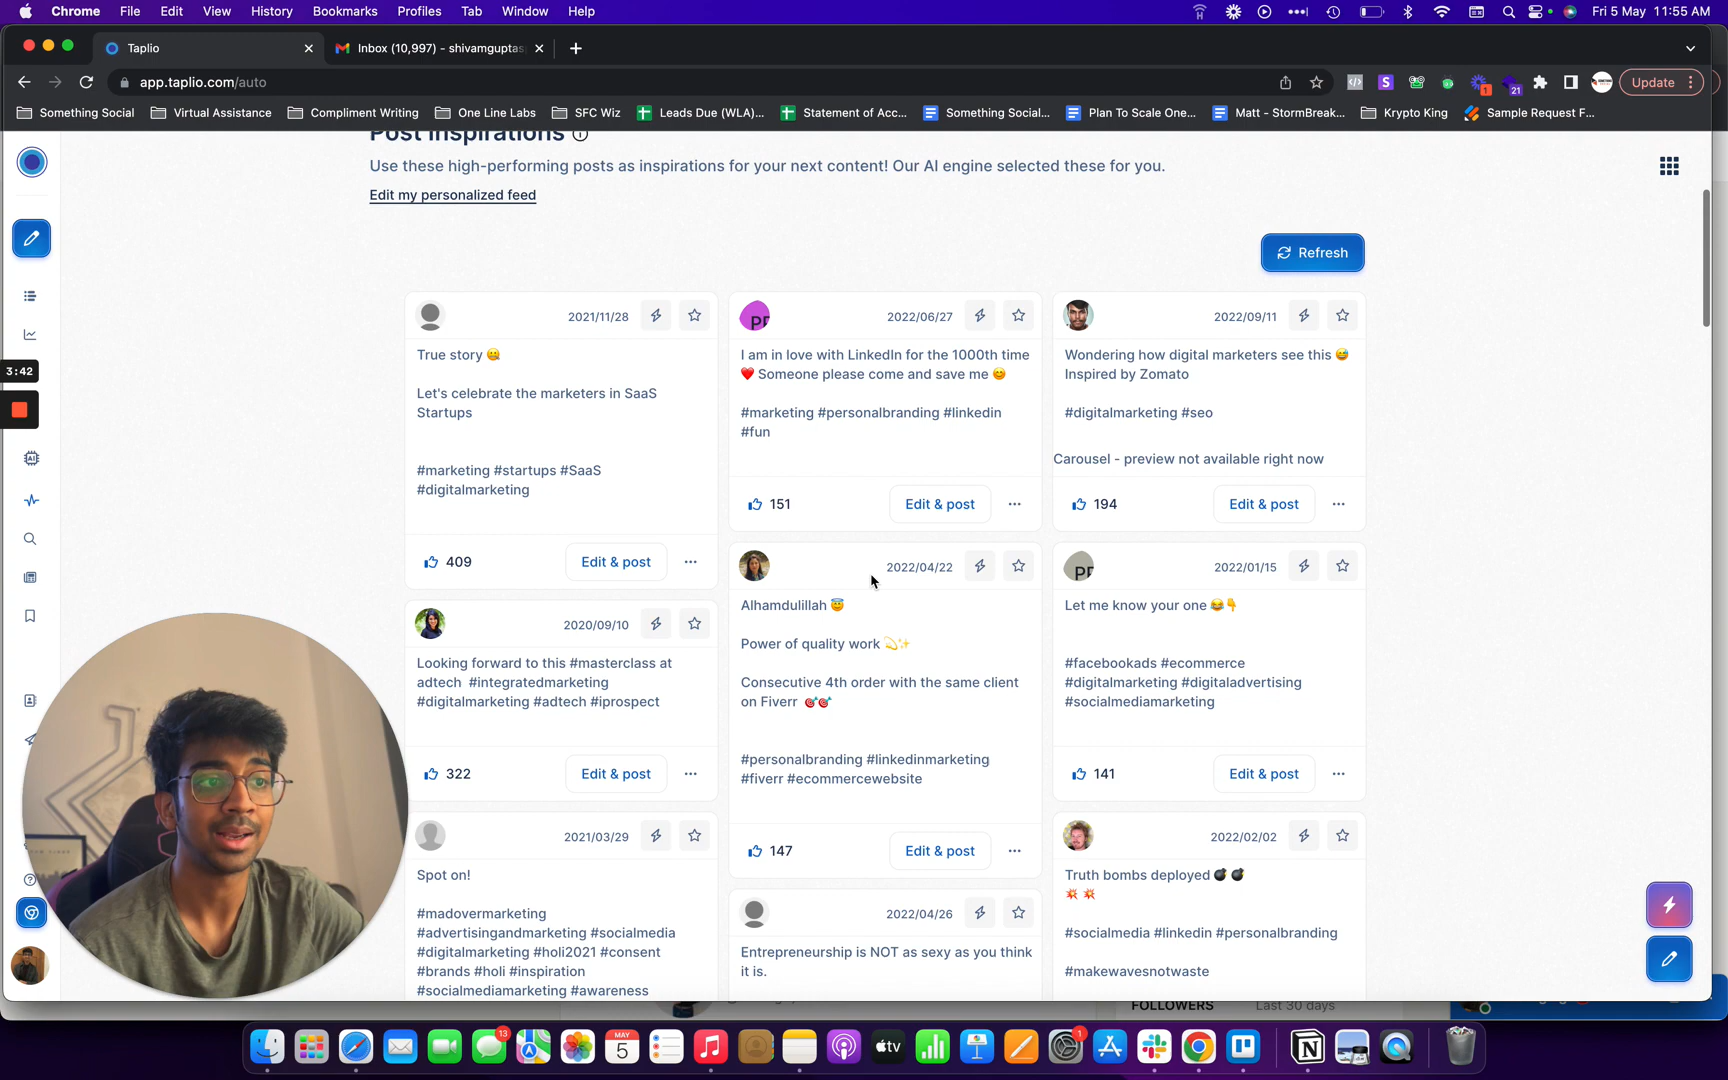 Chrome File Edit View History Bookmarks Profiles Tab Window Help Fri 5 May 11:55 AM
Taplio
Inbox (10,997) - shivamguptas
app.taplio.com/auto
Update
1
21
Something Social
Virtual Assistance
Compliment Writing
One Line Labs
SFC Wiz
Leads Due (WLA)...
Statement of Acc...
Something Social...
Plan To Scale One...
Matt - StormBreak...
Krypto King
Sample Request F...
Post Inspirations
Use these high-performing posts as inspirations for your next content! Our AI engine selected these for you.
Edit my personalized feed
Refresh
3:42
AI
2021/11/28
True story 🤐
Let's celebrate the marketers in SaaS
Startups
#marketing #startups #SaaS
#digitalmarketing
409
Edit & post
2020/09/10
Looking forward to this #masterclass at
adtech #integratedmarketing
#digitalmarketing #adtech #iprospect
322
Edit & post
2021/03/29
Spot on!
#madovermarketing
#advertisingandmarketing #socialmedia
#digitalmarketing #holi2021 #consent
#brands #holi #inspiration
#socialmediamarketing #awareness
2022/06/27
I am in love with LinkedIn for the 1000th time
❤️ Someone please come and save me 😊
#marketing #personalbranding #linkedin
#fun
151
Edit & post
2022/04/22
Alhamdulillah 😇
Power of quality work 💫✨
Consecutive 4th order with the same client
on Fiverr 🎯🎯
#personalbranding #linkedinmarketing
#fiverr #ecommercewebsite
147
Edit & post
2022/04/26
Entrepreneurship is NOT as sexy as you think
it is.
2022/09/11
Wondering how digital marketers see this 😅
Inspired by Zomato
#digitalmarketing #seo
Carousel - preview not available right now
194
Edit & post
2022/01/15
Let me know your one 😂👇
#facebookads #ecommerce
#digitalmarketing #digitaladvertising
#socialmediamarketing
141
Edit & post
2022/02/02
Truth bombs deployed 💣 💣
💥 💥
#socialmedia #linkedin #personalbranding
#makewavesnotwaste
FOLLOWERS
Last 30 days
13
MAY
5
tv
1